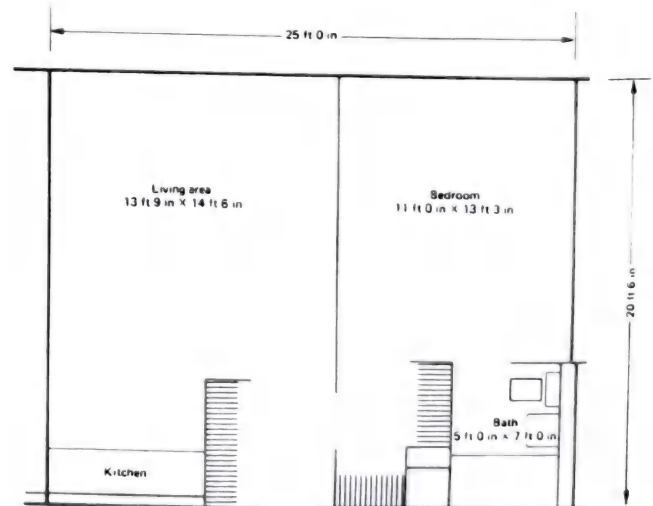 25 ft 0 in
Living area
13 ft 9 in × 14 ft 6 in
Bedroom
11 ft 0 in × 13 ft 3 in
20 ft 6 in
Bath
5 ft 0 in × 7 ft 0 in
Kitchen